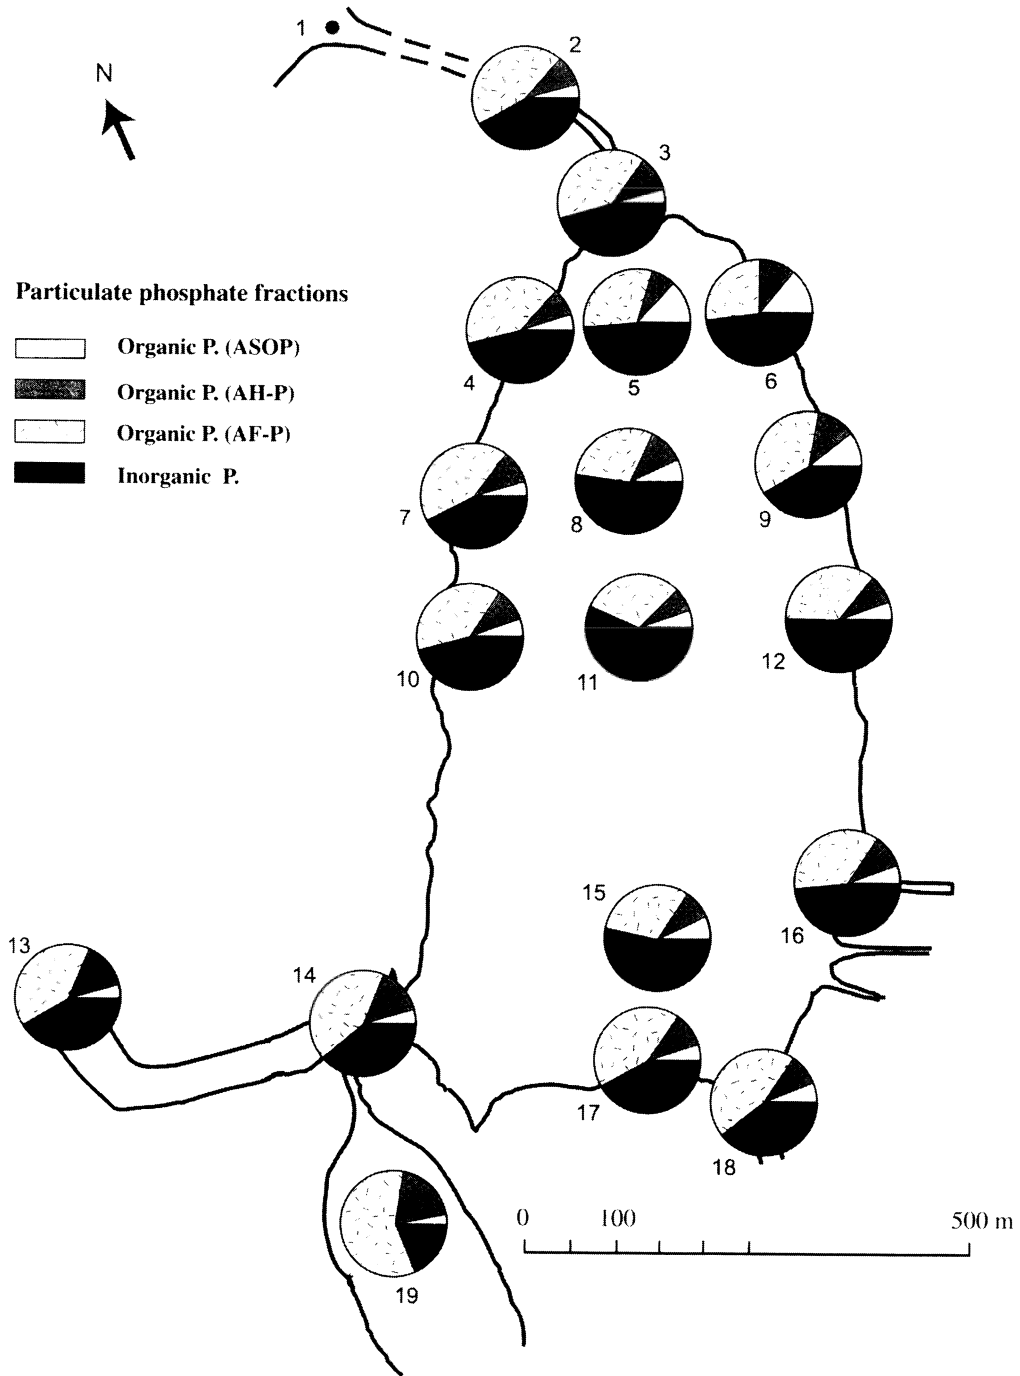 1
2
N
3
Particulate phosphate fractions
Organic P. (ASOP)
Organic P. (AH-P)
Organic P. (AF-P)
Inorganic P.
4
5
6
7
8
9
10
11
12
13
14
15
16
17
18
19
0 100 500 m